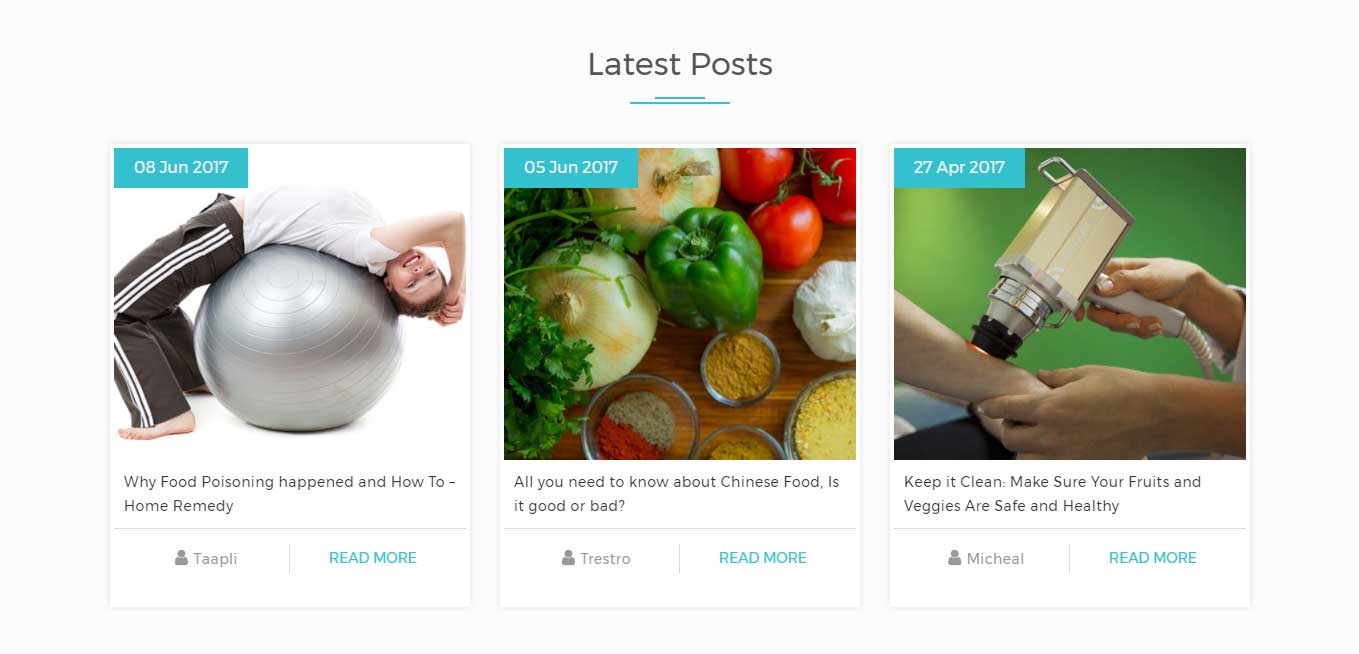 Latest Posts
08 Jun 2017
Why Food Poisoning happened and How To –
Home Remedy
Taapli
READ MORE
05 Jun 2017
All you need to know about Chinese Food, Is
it good or bad?
Trestro
READ MORE
27 Apr 2017
Keep it Clean: Make Sure Your Fruits and
Veggies Are Safe and Healthy
Micheal
READ MORE